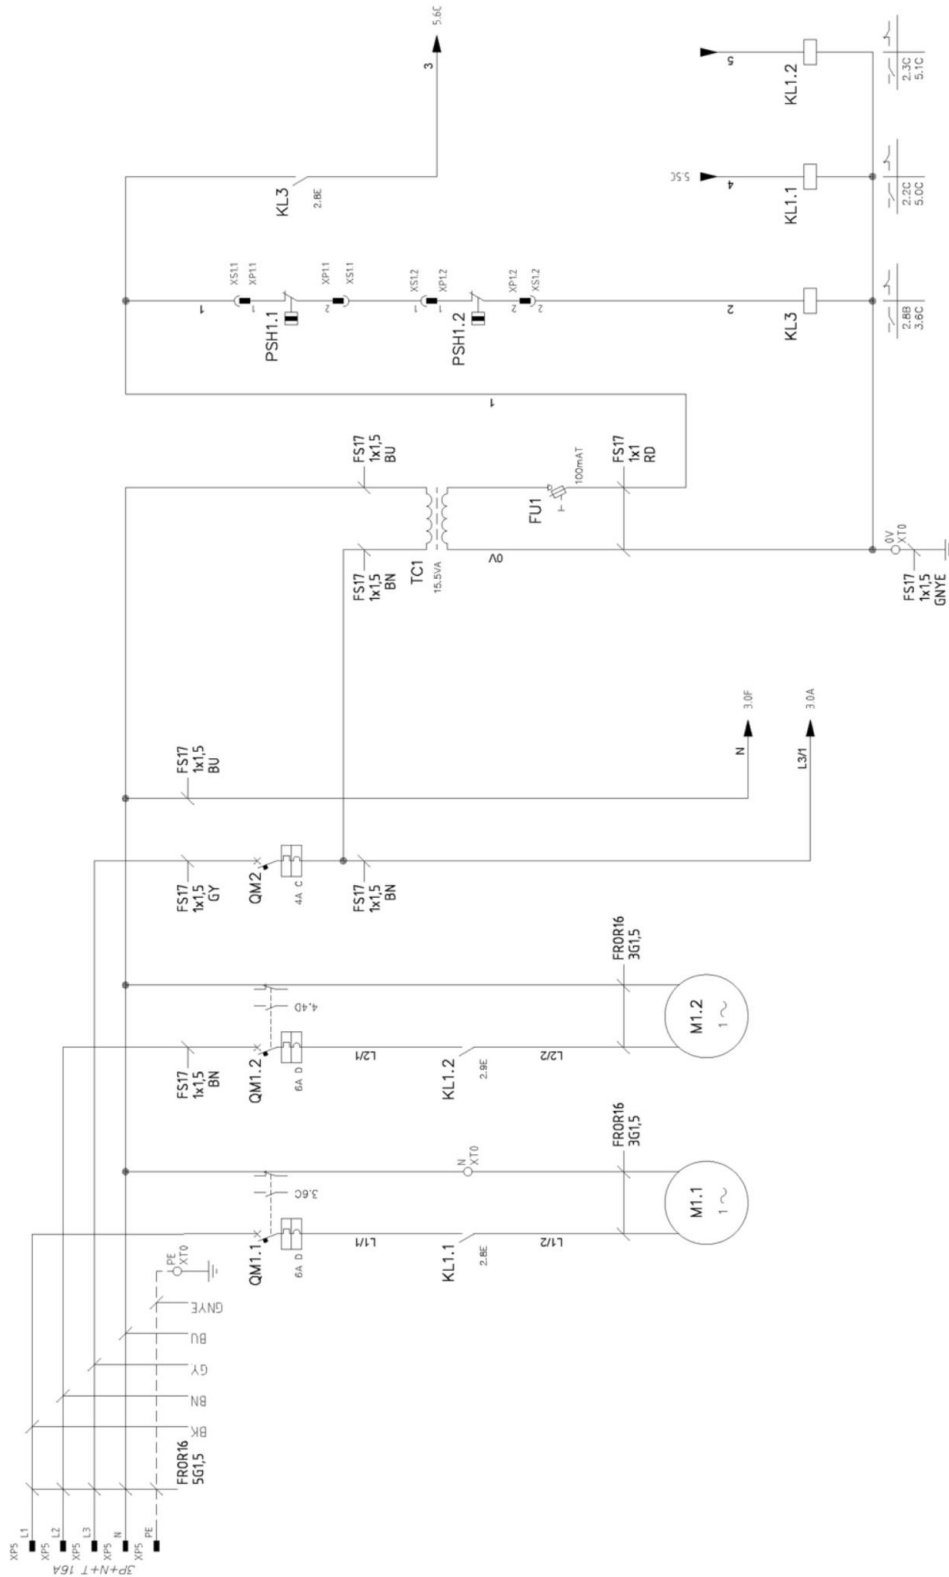 3P+N+T 16A
XP5
L1
XP5
L2
XP5
L3
XP5
N
XP5
PE
FROR16
5G1,5
BK
BN
GY
BU
GNYE
PE
XT0
QM1.1
6A D
3.6C
L1/1
KL1.1
2.8E
N
XT0
L1/2
FROR16
3G1,5
M1.1
1 ~
FS17
1x1,5
BN
QM1.2
6A D
4.4D
L2/1
KL1.2
2.9E
L2/2
FROR16
3G1,5
M1.2
1 ~
FS17
1x1,5
GY
QM2
4A C
FS17
1x1,5
BN
FS17
1x1,5
BU
N
3.0F
L3/1
3.0A
FS17
1x1,5
BN
FS17
1x1,5
BU
TC1
15.5VA
0V
FU1
100mAT
FS17
1x1
RD
0V
XT0
FS17
1x1,5
GNYE
1
1
XS1.1
XP1.1
1
PSH1.1
2
XP1.1
XS1.1
XS1.2
XP1.2
1
1
PSH1.2
2
2
XP1.2
XS1.2
2
KL3
2.8B
3.6C
KL3
2.8E
3
5.6C
5.5C
4
KL1.1
2.2C
5.0C
5
KL1.2
2.3C
5.1C